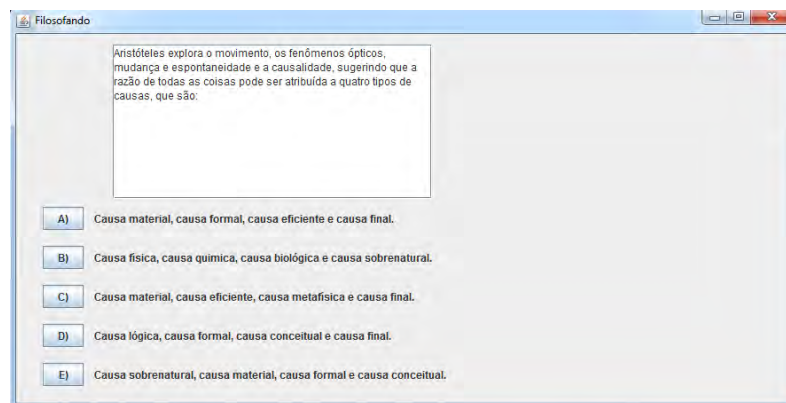 Filosofando
Aristóteles explora o movimento, os fenômenos ópticos,
mudança e espontaneidade e a causalidade, sugerindo que a
razão de todas as coisas pode ser atribuída a quatro tipos de
causas, que são:
A) Causa material, causa formal, causa eficiente e causa final.
B) Causa física, causa química, causa biológica e causa sobrenatural.
C) Causa material, causa eficiente, causa metafísica e causa final.
D) Causa lógica, causa formal, causa conceitual e causa final.
E) Causa sobrenatural, causa material, causa formal e causa conceitual.